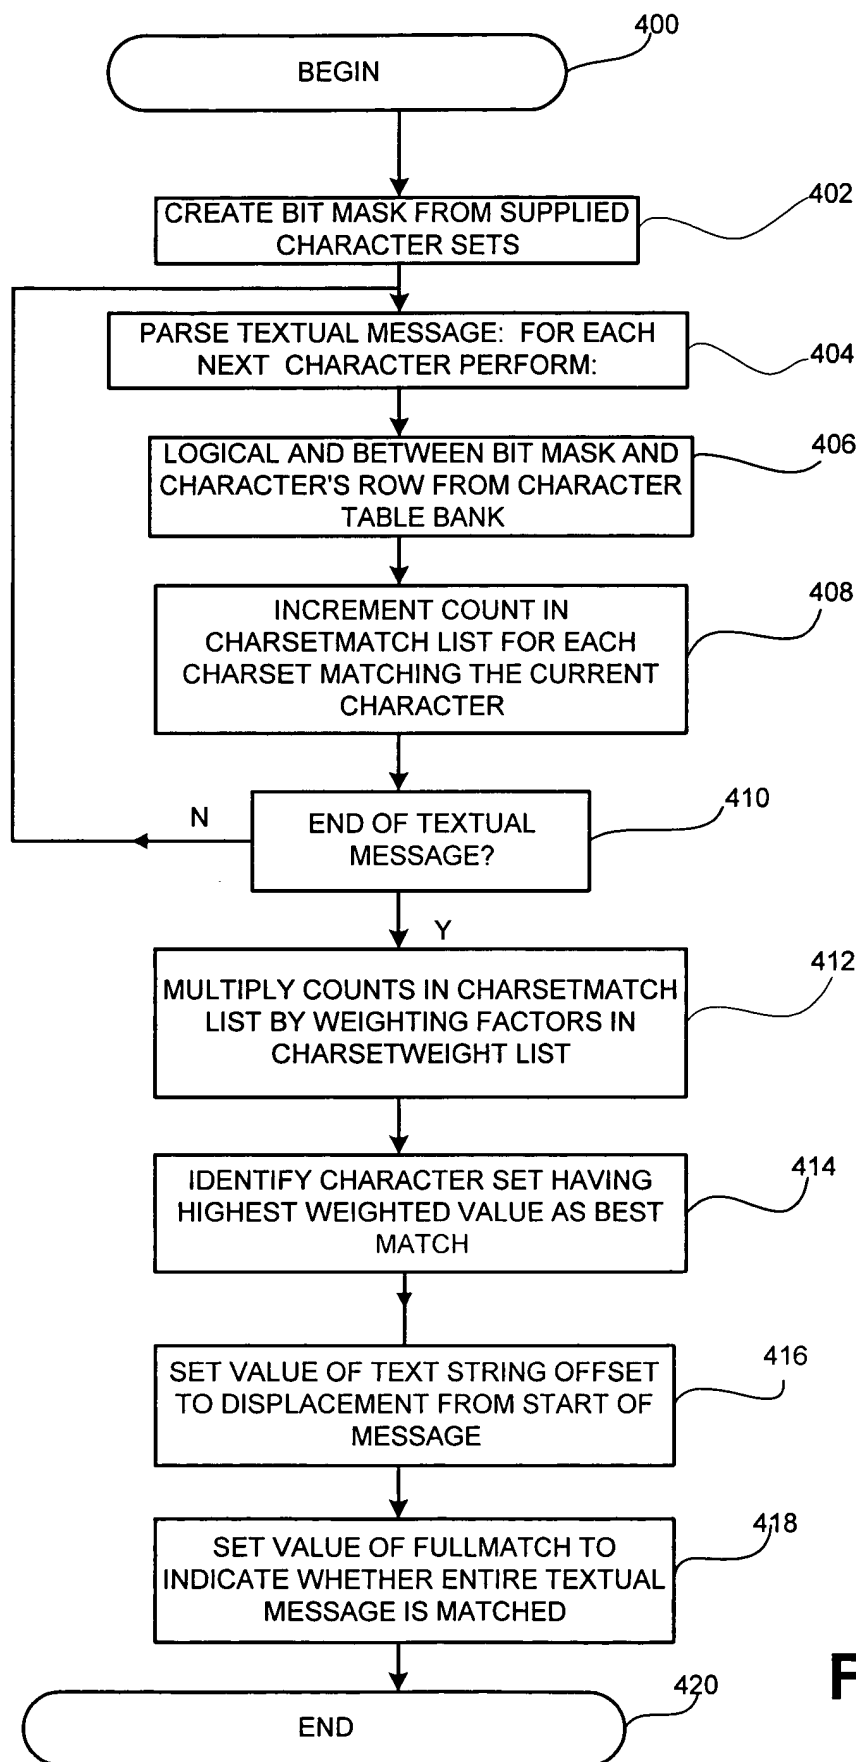 400
BEGIN
402
CREATE BIT MASK FROM SUPPLIED
CHARACTER SETS
PARSE TEXTUAL MESSAGE: FOR EACH
NEXT CHARACTER PERFORM:
404
406
LOGICAL AND BETWEEN BIT MASK AND
CHARACTER'S ROW FROM CHARACTER
TABLE BANK
408
INCREMENT COUNT IN
CHARSETMATCH LIST FOR EACH
CHARSET MATCHING THE CURRENT
CHARACTER
410
N
END OF TEXTUAL
MESSAGE?
Y
412
MULTIPLY COUNTS IN CHARSETMATCH
LIST BY WEIGHTING FACTORS IN
CHARSETWEIGHT LIST
414
IDENTIFY CHARACTER SET HAVING
HIGHEST WEIGHTED VALUE AS BEST
MATCH
416
SET VALUE OF TEXT STRING OFFSET
TO DISPLACEMENT FROM START OF
MESSAGE
418
SET VALUE OF FULLMATCH TO
INDICATE WHETHER ENTIRE TEXTUAL
MESSAGE IS MATCHED
420
END